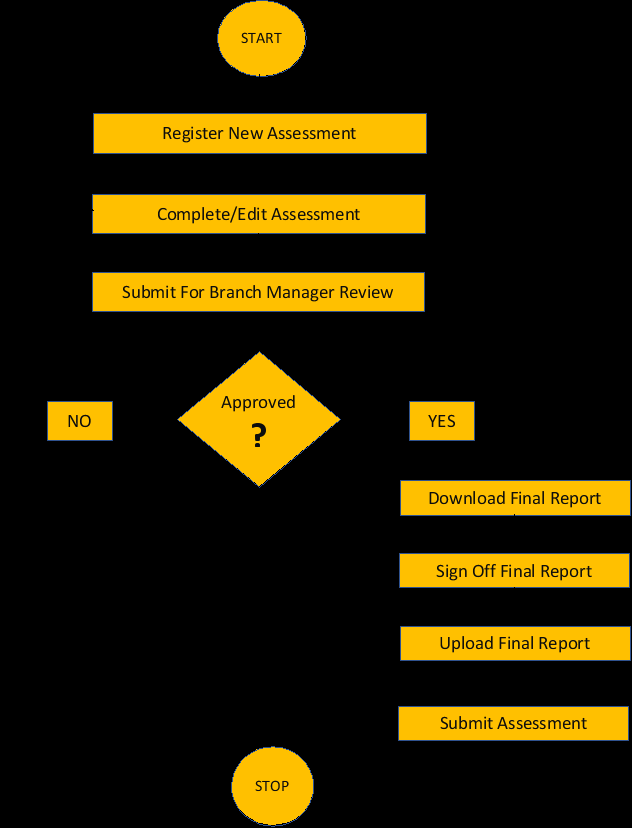 START
Register New Assessment
Complete/Edit Assessment
Submit For Branch Manager Review
Approved
?
NO
YES
Download Final Report
Sign Off Final Report
Upload Final Report
Submit Assessment
STOP